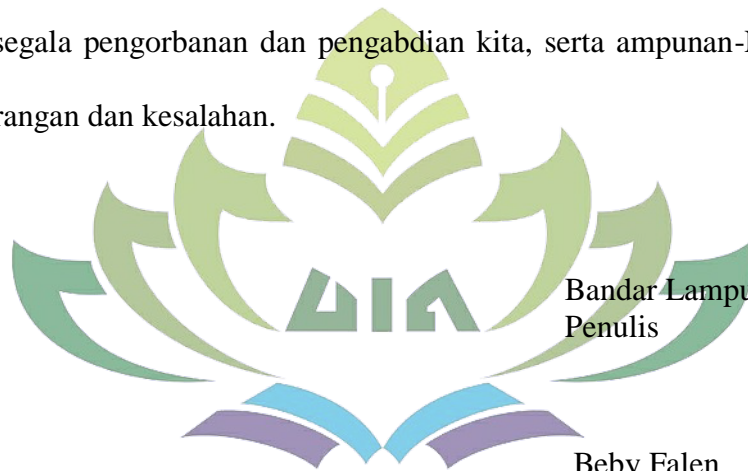 segala pengorbanan dan pengabdian kita, serta ampunan-
rangan dan kesalahan.
UIN
Bandar Lampu
Penulis
Beby Falen